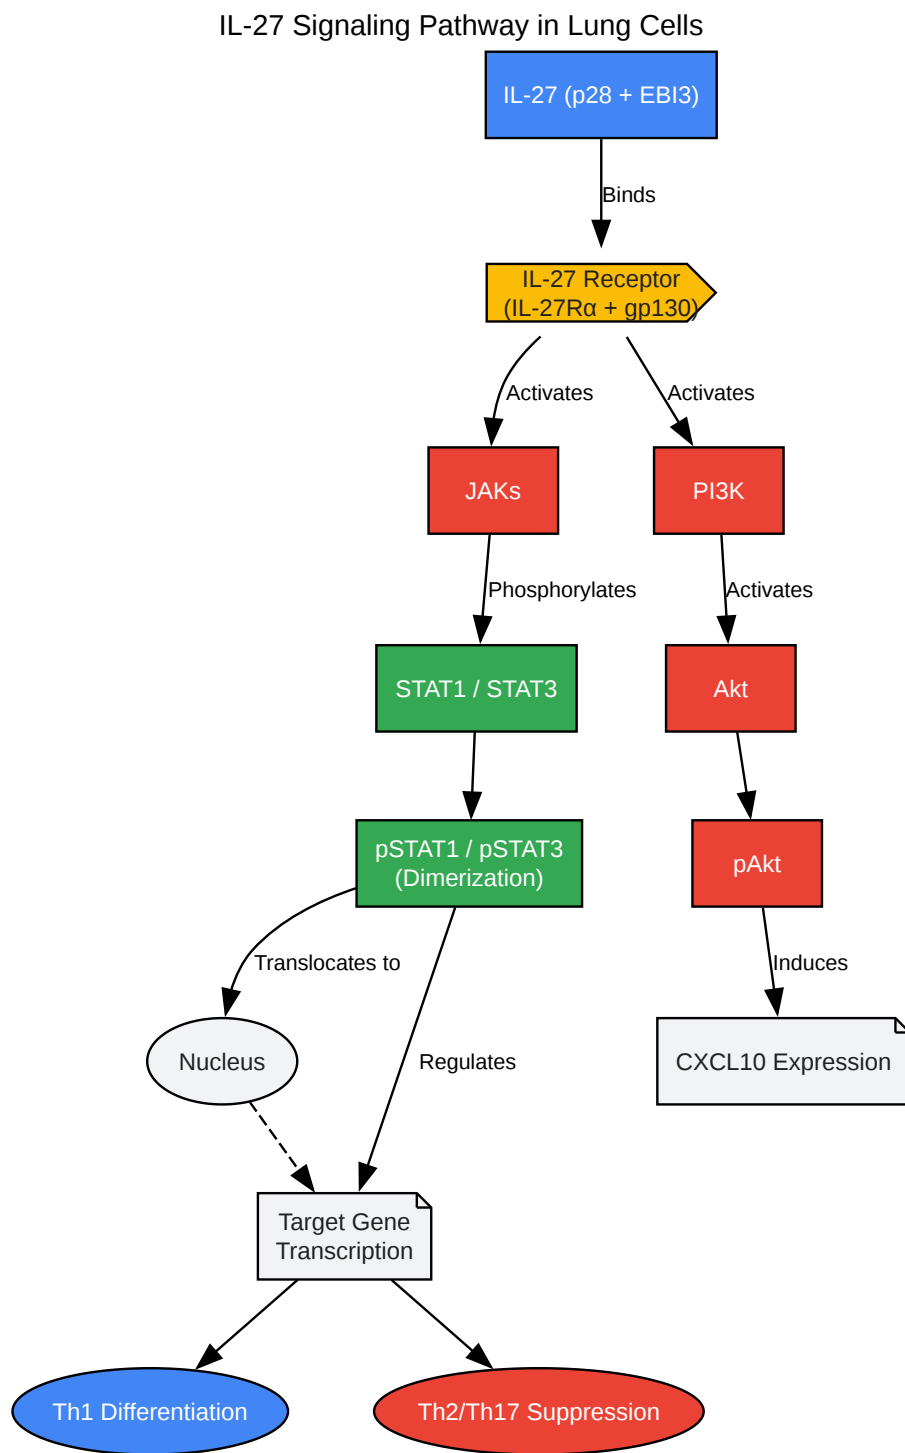 IL-27 Signaling Pathway in Lung Cells
IL-27 (p28 + EBI3)
Binds
IL-27 Receptor
(IL-27Rα + gp130)
Activates
Activates
JAKs
PI3K
Phosphorylates
Activates
STAT1 / STAT3
Akt
pSTAT1 / pSTAT3
(Dimerization)
pAkt
Translocates to
Induces
Nucleus
Regulates
CXCL10 Expression
Target Gene
Transcription
Th1 Differentiation
Th2/Th17 Suppression